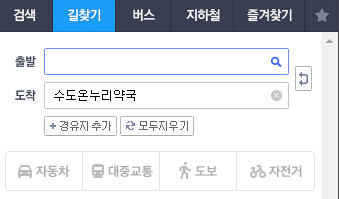 검색 길찾기 버스 지하철 즐겨찾기
출발
도착 수도온누리약국
경유지 추가 모두지우기
자동차 대중교통 도보 자전거